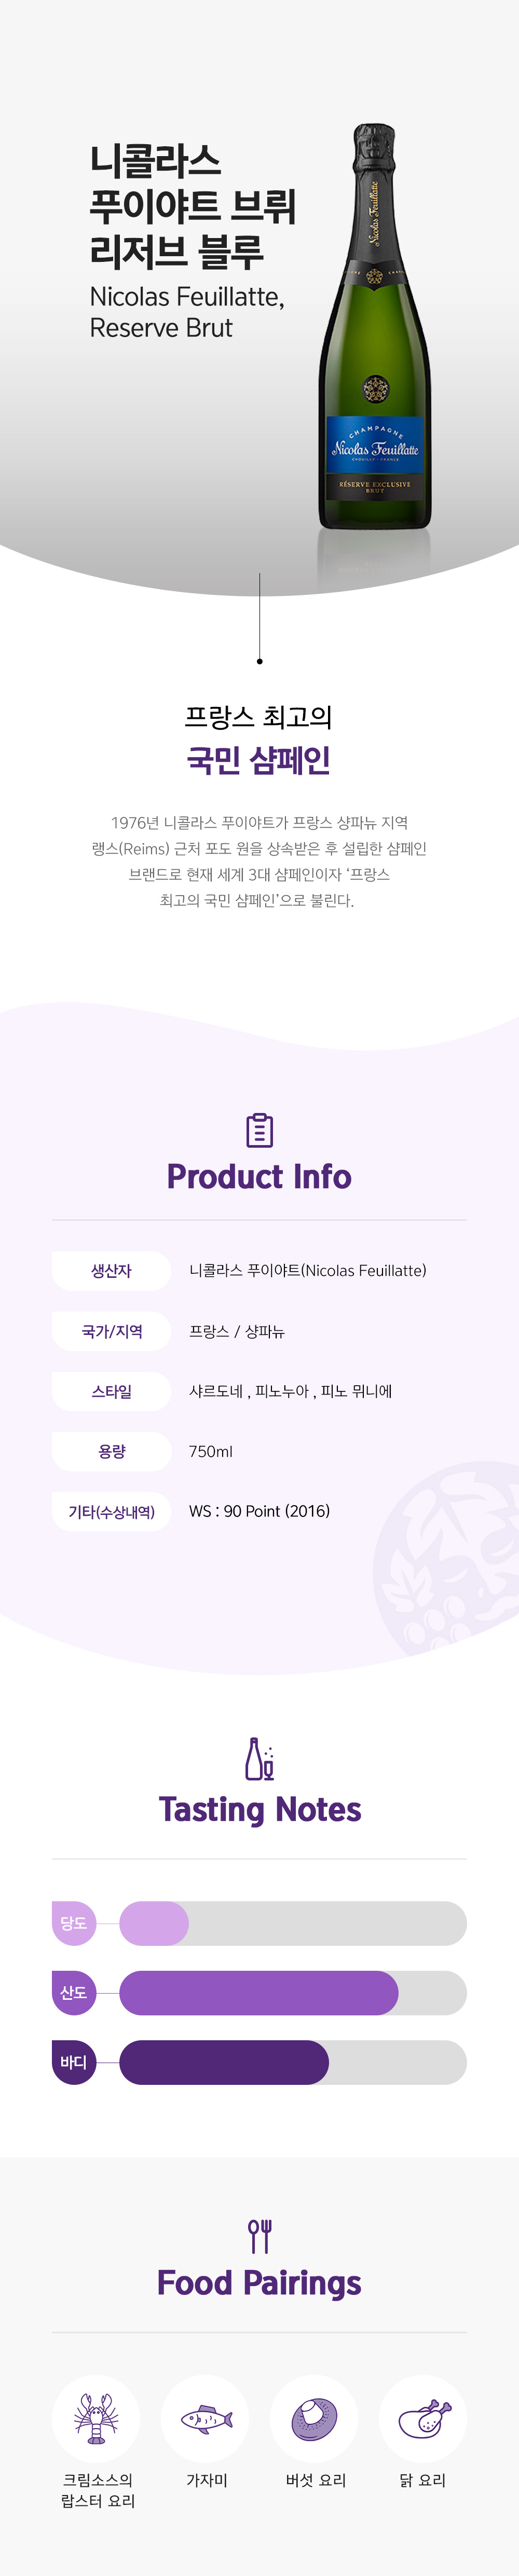 니콜라스
푸이야트 브뤼
리저브 블루
Nicolas Feuillatte,
Reserve Brut
Nicolas Feuillatte
CHAMPAGNE
Nicolas Feuillatte
CHOUILLY - FRANCE
RÉSERVE EXCLUSIVE
BRUT
프랑스 최고의
국민 샴페인
1976년 니콜라스 푸이야트가 프랑스 샹파뉴 지역
랭스(Reims) 근처 포도 원을 상속받은 후 설립한 샴페인
브랜드로 현재 세계 3대 샴페인이자 ‘프랑스
최고의 국민 샴페인’으로 불린다.
Product Info
생산자 니콜라스 푸이야트(Nicolas Feuillatte)
국가/지역 프랑스 / 샹파뉴
스타일 샤르도네 , 피노누아 , 피노 뮈니에
용량 750ml
기타(수상내역) WS : 90 Point (2016)
Tasting Notes
당도
산도
바디
Food Pairings
크림소스의
랍스터 요리
가자미
버섯 요리
닭 요리